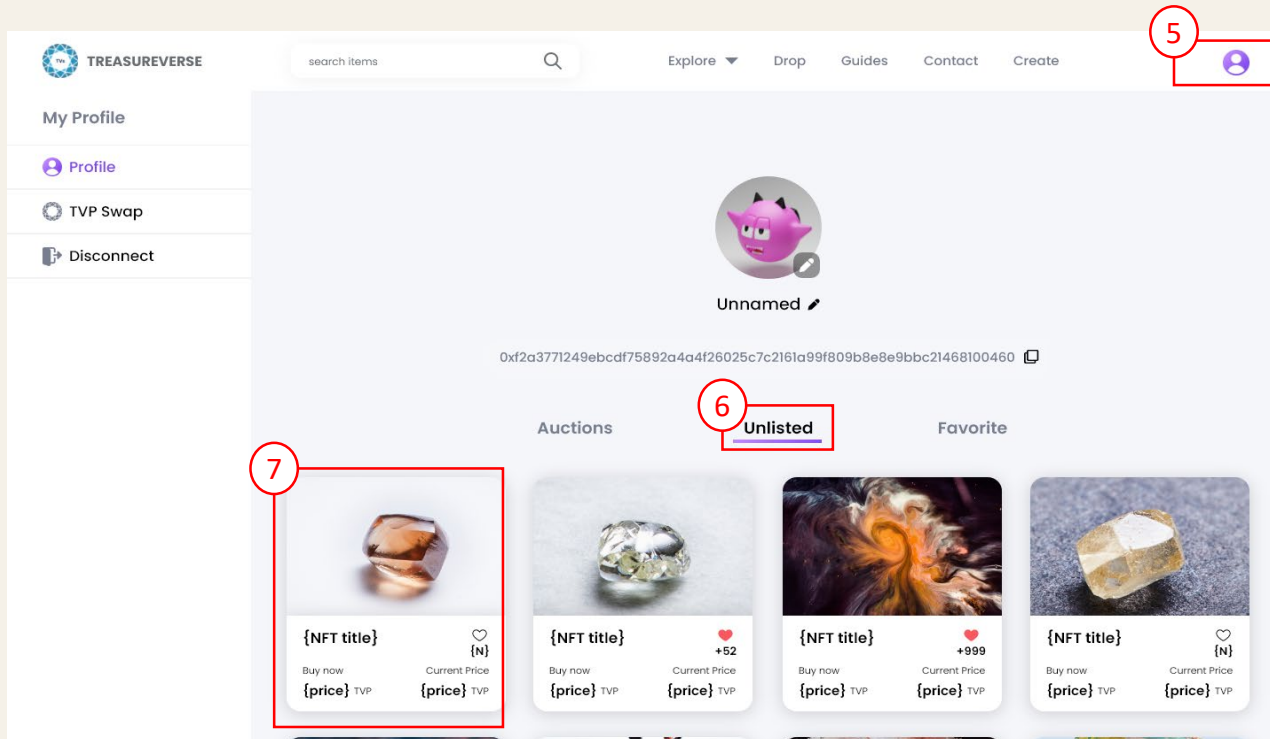 5
TVs TREASUREVERSE search items Explore Drop Guides Contact Create
My Profile
Profile
TVP Swap
Disconnect
Unnamed
0xf2a3771249ebcdf75892a4a4f26025c7c2161a99f809b8e8e9bbc21468100460
6
Auctions Unlisted Favorite
7
{NFT title} {NFT title} {NFT title} {NFT title}
{N} +52 +999 {N}
Buy now Current Price Buy now Current Price Buy now Current Price Buy now Current Price
{price} TVP {price} TVP {price} TVP {price} TVP {price} TVP {price} TVP {price} TVP {price} TVP